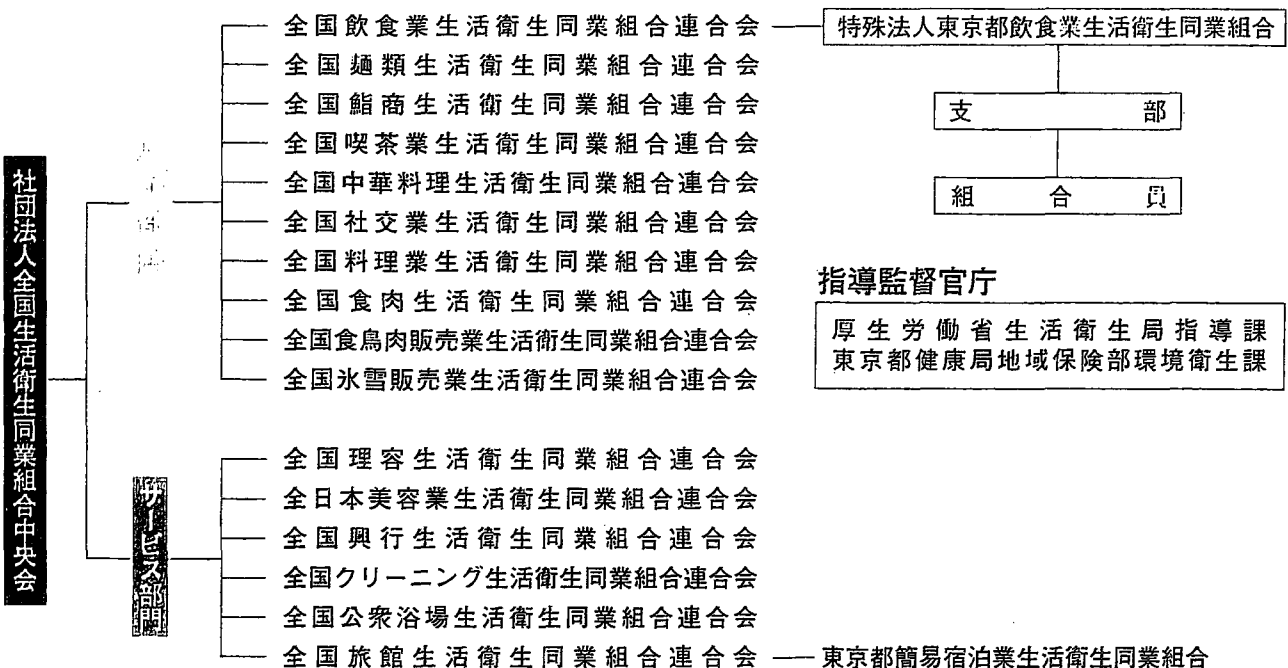 社団法人全国生活衛生同業組合中央会
全国飲食業生活衛生同業組合連合会
特殊法人東京都飲食業生活衛生同業組合
支部
組合員
全国麺類生活衛生同業組合連合会
全国鮨商生活衛生同業組合連合会
全国喫茶業生活衛生同業組合連合会
全国中華料理生活衛生同業組合連合会
全国社交業生活衛生同業組合連合会
全国料理業生活衛生同業組合連合会
全国食肉生活衛生同業組合連合会
全国食鳥肉販売業生活衛生同業組合連合会
全国氷雪販売業生活衛生同業組合連合会
指導監督官庁
厚生労働省生活衛生局指導課
東京都健康局地域保険部環境衛生課
サービス部門
全国理容生活衛生同業組合連合会
全日本美容業生活衛生同業組合連合会
全国興行生活衛生同業組合連合会
全国クリーニング生活衛生同業組合連合会
全国公衆浴場生活衛生同業組合連合会
全国旅館生活衛生同業組合連合会
東京都簡易宿泊業生活衛生同業組合